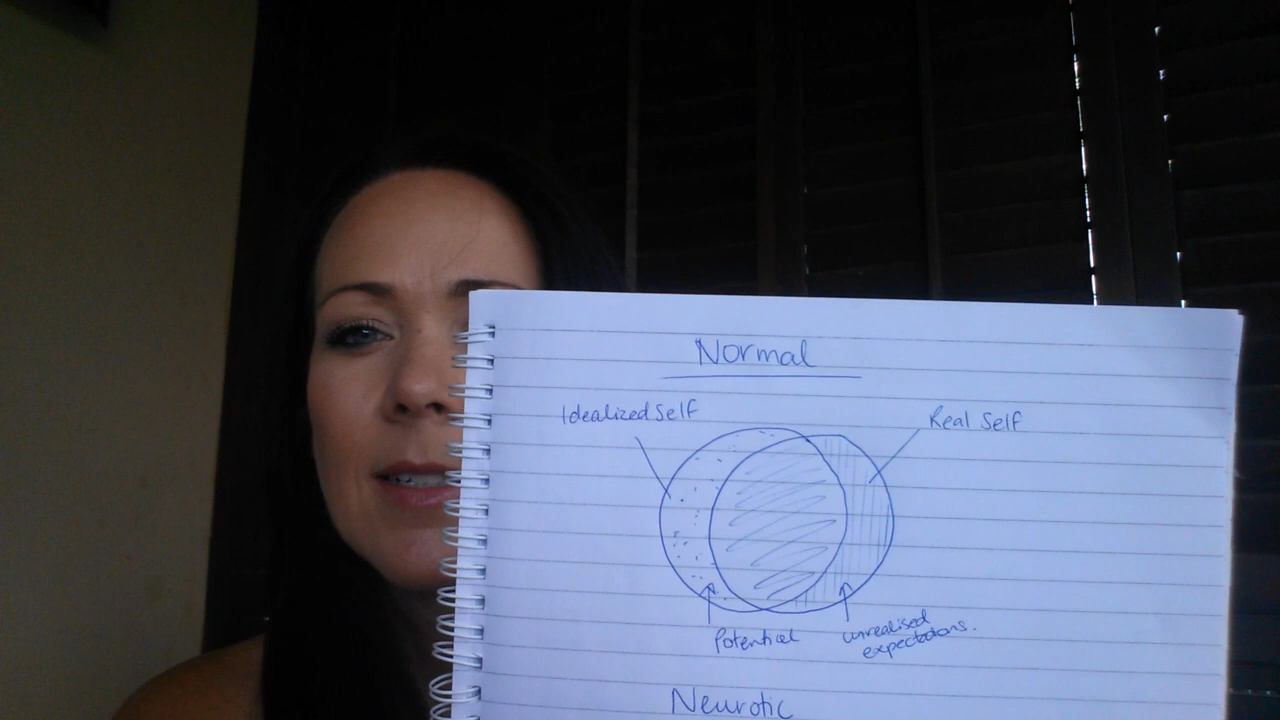 Normal
Idealized Self
Real Self
Potential
unrealised
expectations.
Neurotic